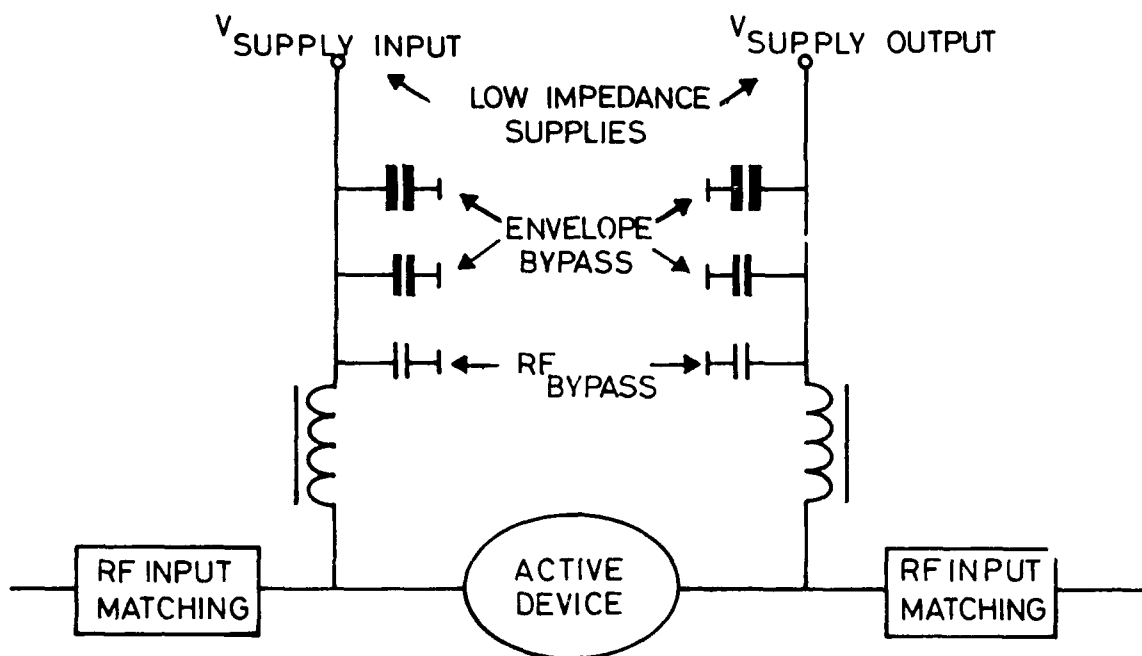 VSUPPLY INPUT
VSUPPLY OUTPUT
LOW IMPEDANCE
SUPPLIES
ENVELOPE
BYPASS
RF BYPASS
RF INPUT
MATCHING
ACTIVE
DEVICE
RF INPUT
MATCHING